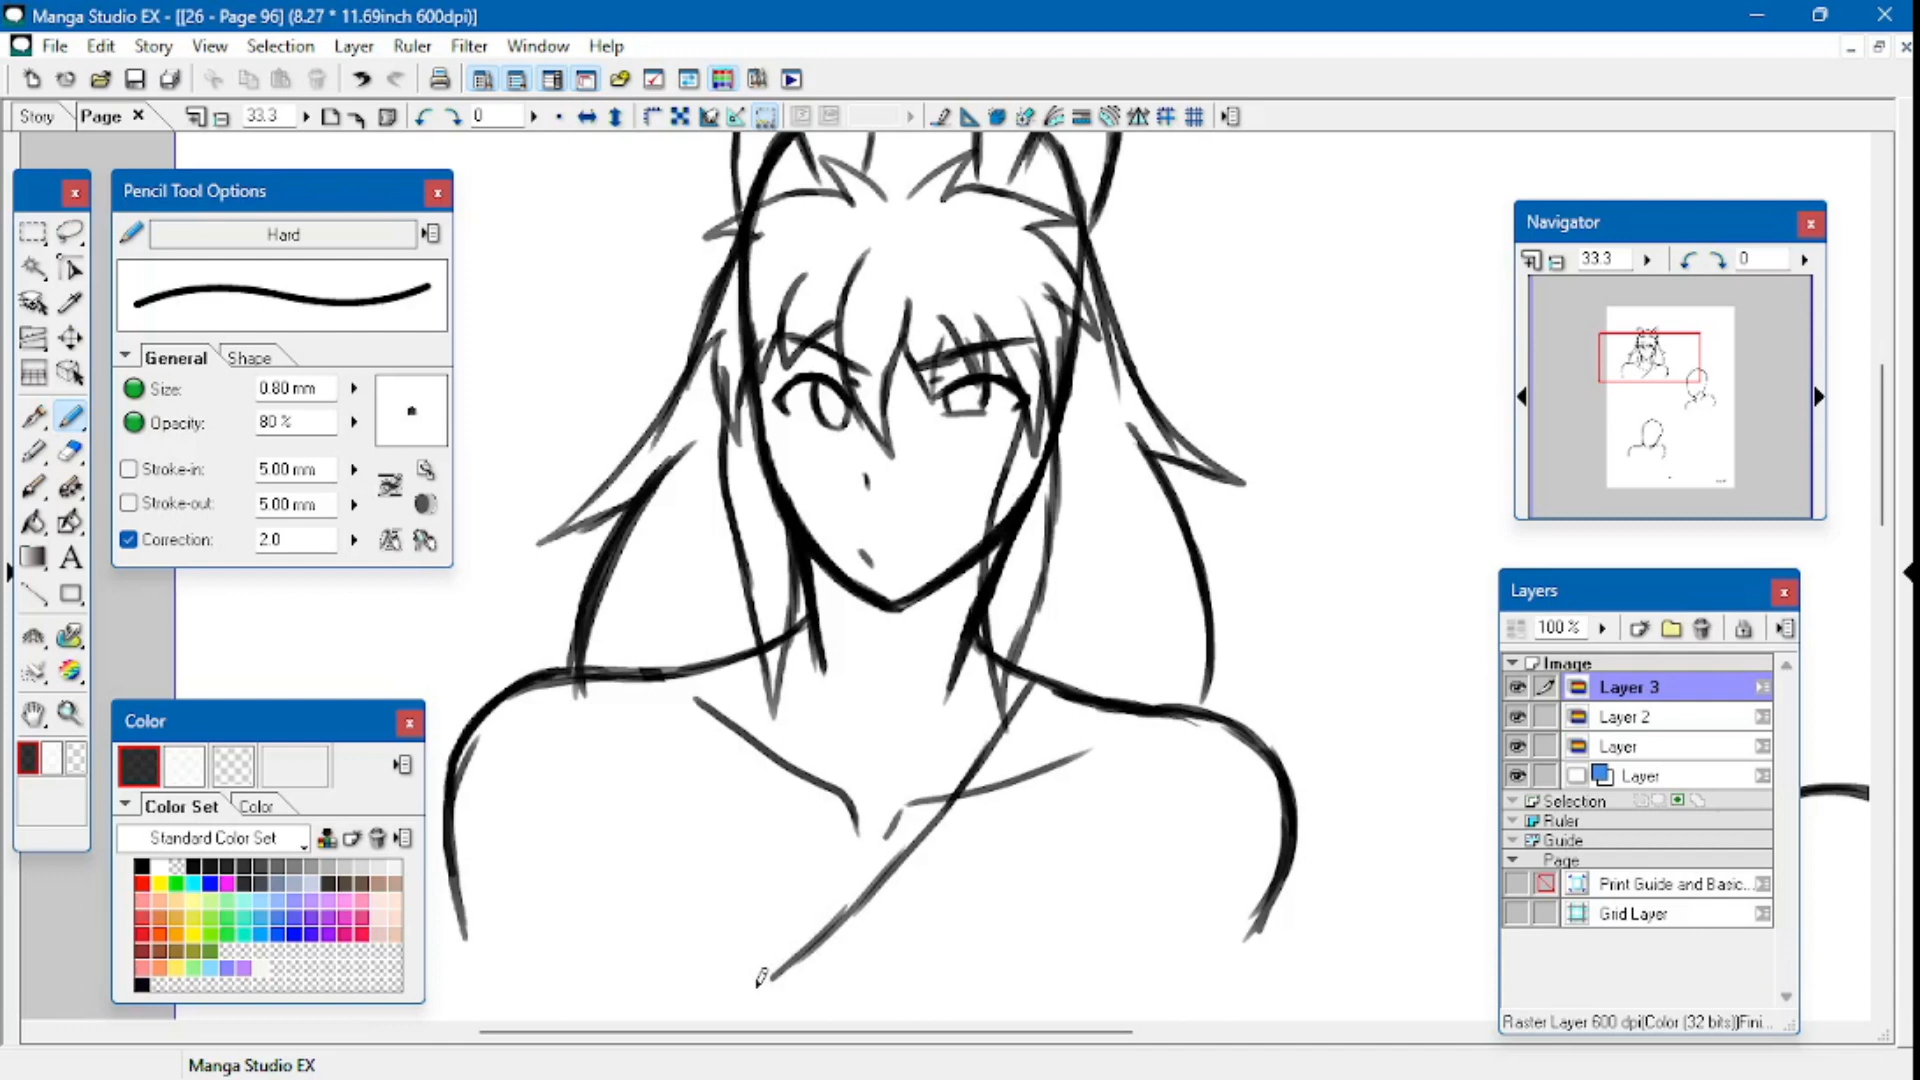 Manga Studio EX - [[26 - Page 96] (8.27 * 11.69inch 600dpi)]
File Edit Story View Selection Layer Ruler Filter Window Help
Story Page 33.3 0
Pencil Tool Options
Hard
General Shape
Size: 0.80 mm
Opacity: 80 %
Stroke-in: 5.00 mm
Stroke-out: 5.00 mm
Correction: 2.0
A
Color
Color Set Color
Standard Color Set
Navigator
33.3 0
Layers
100 %
Image
Layer 3
Layer 2
Layer
Layer
Selection
Ruler
Guide
Page
Print Guide and Basic...
Grid Layer
Raster Layer 600 dpi(Color (32 bits))Fini...
Manga Studio EX